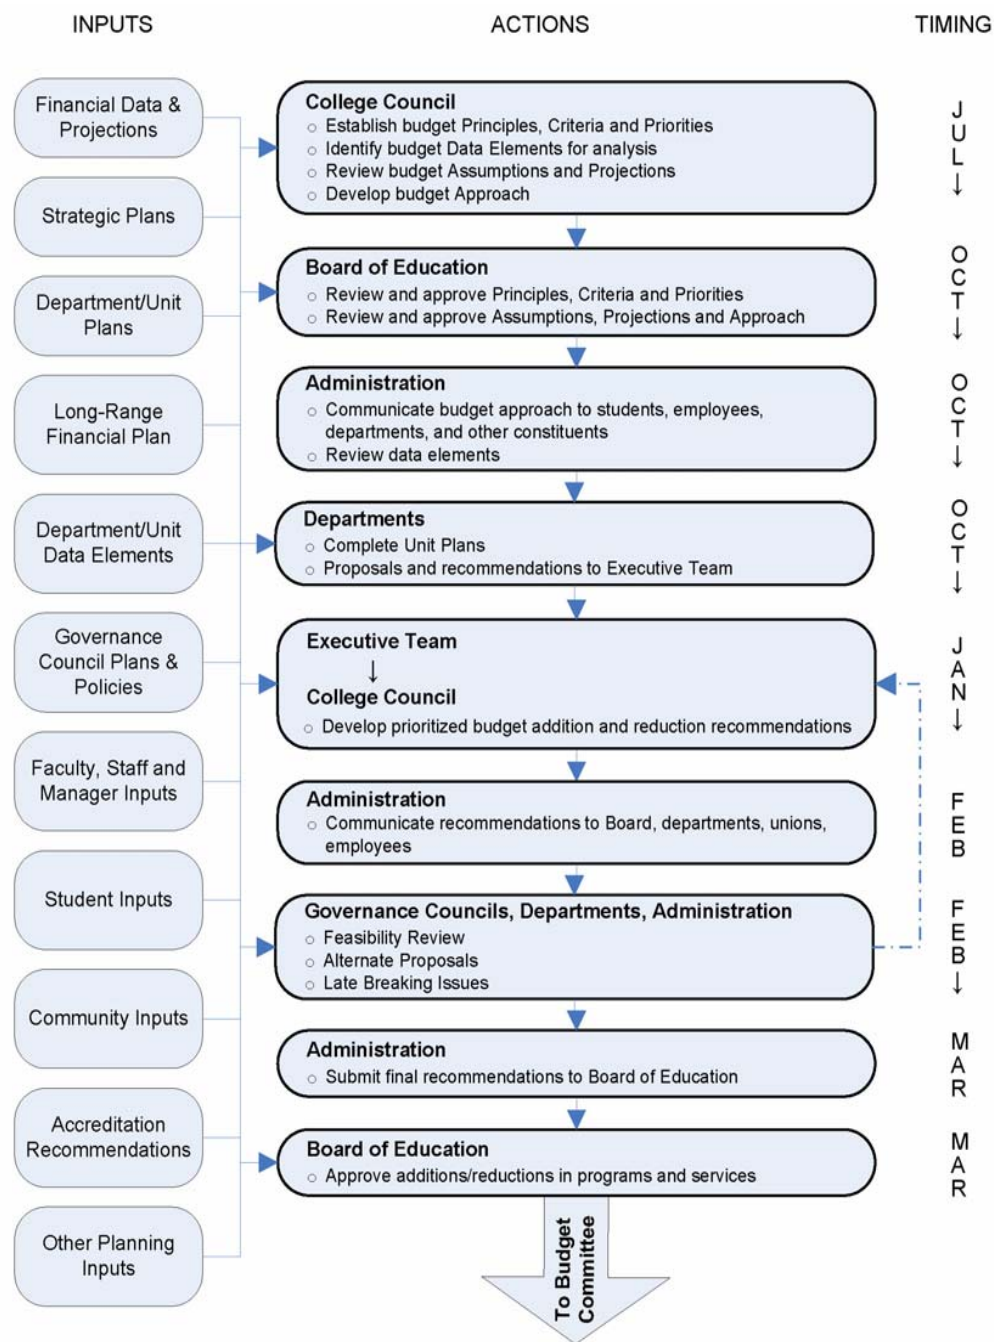 INPUTS
ACTIONS
TIMING
Financial Data &
Projections
Strategic Plans
Department/Unit
Plans
Long-Range
Financial Plan
Department/Unit
Data Elements
Governance
Council Plans &
Policies
Faculty, Staff and
Manager Inputs
Student Inputs
Community Inputs
Accreditation
Recommendations
Other Planning
Inputs
College Council
○ Establish budget Principles, Criteria and Priorities
○ Identify budget Data Elements for analysis
○ Review budget Assumptions and Projections
○ Develop budget Approach
Board of Education
○ Review and approve Principles, Criteria and Priorities
○ Review and approve Assumptions, Projections and Approach
Administration
○ Communicate budget approach to students, employees,
departments, and other constituents
○ Review data elements
Departments
○ Complete Unit Plans
○ Proposals and recommendations to Executive Team
Executive Team
↓
College Council
○ Develop prioritized budget addition and reduction recommendations
Administration
○ Communicate recommendations to Board, departments, unions,
employees
Governance Councils, Departments, Administration
○ Feasibility Review
○ Alternate Proposals
○ Late Breaking Issues
Administration
○ Submit final recommendations to Board of Education
Board of Education
○ Approve additions/reductions in programs and services
To Budget
Committee
JUL↓
OCT↓
OCT↓
OCT↓
JAN↓
FEB
FEB↓
MAR
MAR